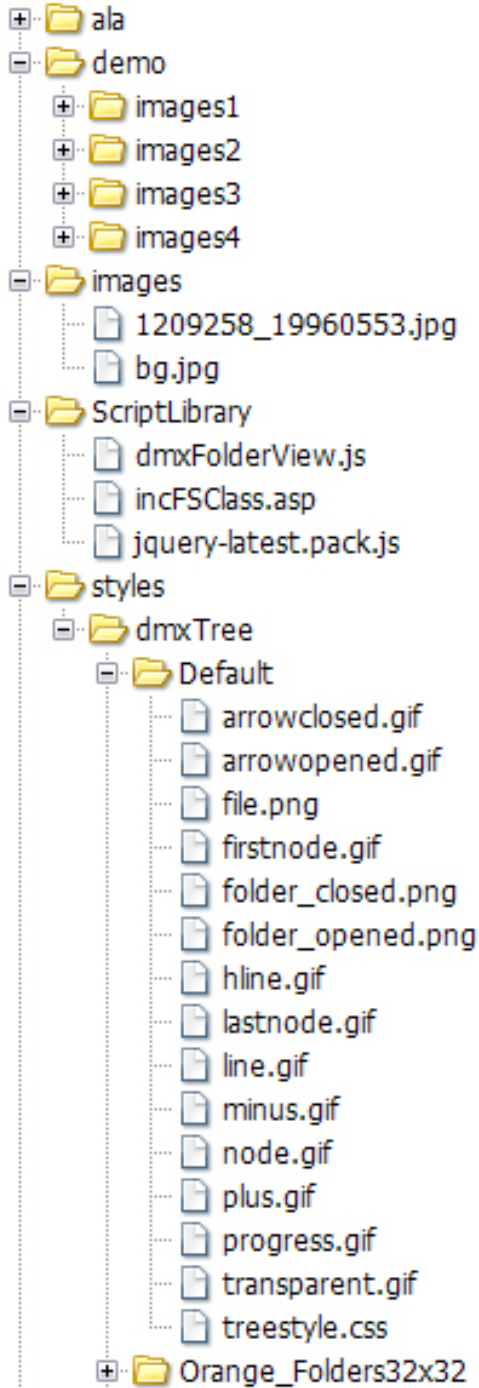 ala
demo
images1
images2
images3
images4
images
1209258_19960553.jpg
bg.jpg
ScriptLibrary
dmxFolderView.js
incFSClass.asp
jquery-latest.pack.js
styles
dmxTree
Default
arrowclosed.gif
arrowopened.gif
file.png
firstnode.gif
folder_closed.png
folder_opened.png
hline.gif
lastnode.gif
line.gif
minus.gif
node.gif
plus.gif
progress.gif
transparent.gif
treestyle.css
Orange_Folders32x32